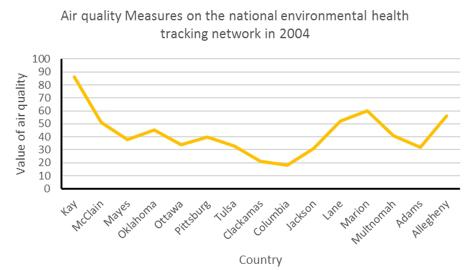 Air quality Measures on the national environmental health
tracking network in 2004
Value of air quality
100
90
80
70
60
50
40
30
20
10
0
Kay
McClain
Mayes
Oklahoma
Ottawa
Pittsburg
Tulsa
Clackamas
Columbia
Jackson
Lane
Marion
Multnomah
Adams
Allegheny
Country